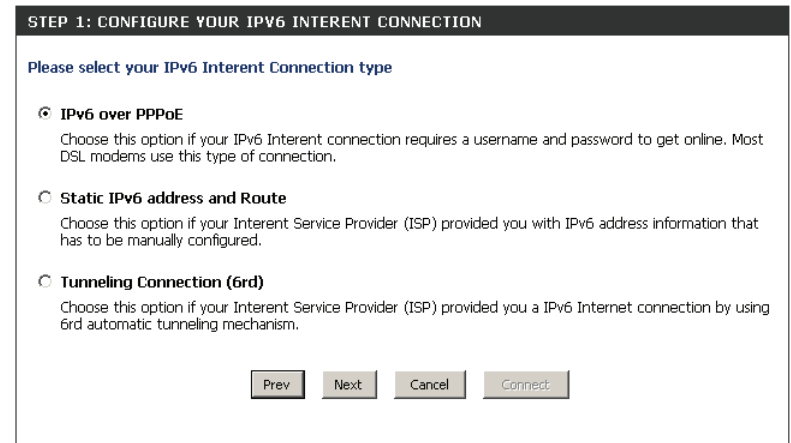 STEP 1: CONFIGURE YOUR IPV6 INTERENT CONNECTION
Please select your IPv6 Interent Connection type
IPv6 over PPPoE
Choose this option if your IPv6 Interent connection requires a username and password to get online. Most
DSL modems use this type of connection.
Static IPv6 address and Route
Choose this option if your Interent Service Provider (ISP) provided you with IPv6 address information that
has to be manually configured.
Tunneling Connection (6rd)
Choose this option if your Interent Service Provider (ISP) provided you a IPv6 Internet connection by using
6rd automatic tunneling mechanism.
Prev Next Cancel Connect